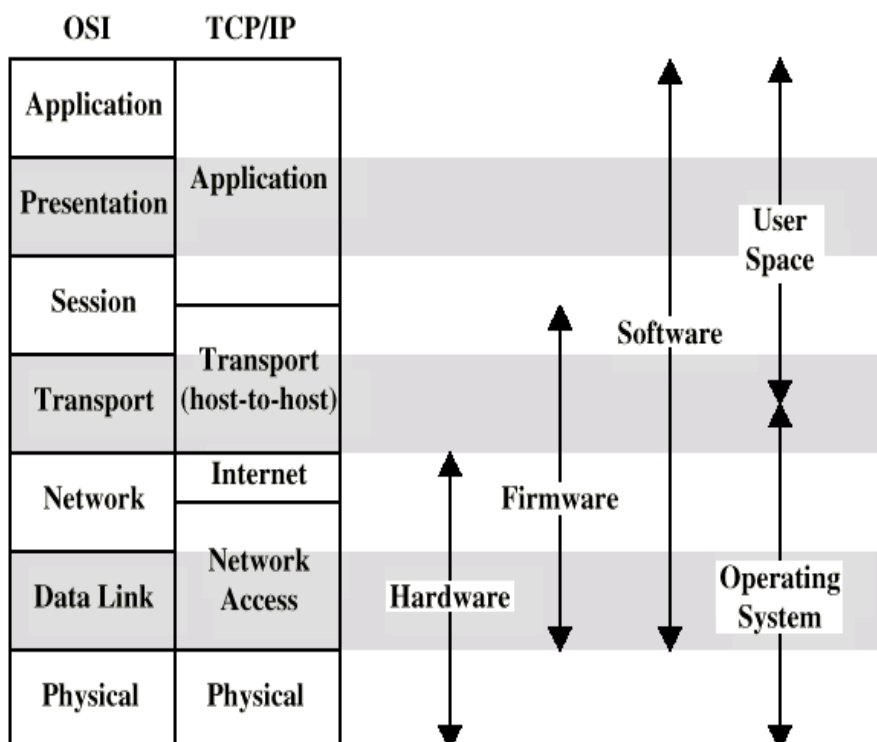 OSI
TCP/IP
Application
Presentation
Session
Transport
Network
Data Link
Physical
Application
Transport
(host-to-host)
Internet
Network
Access
Physical
Hardware
Firmware
Software
User
Space
Operating
System